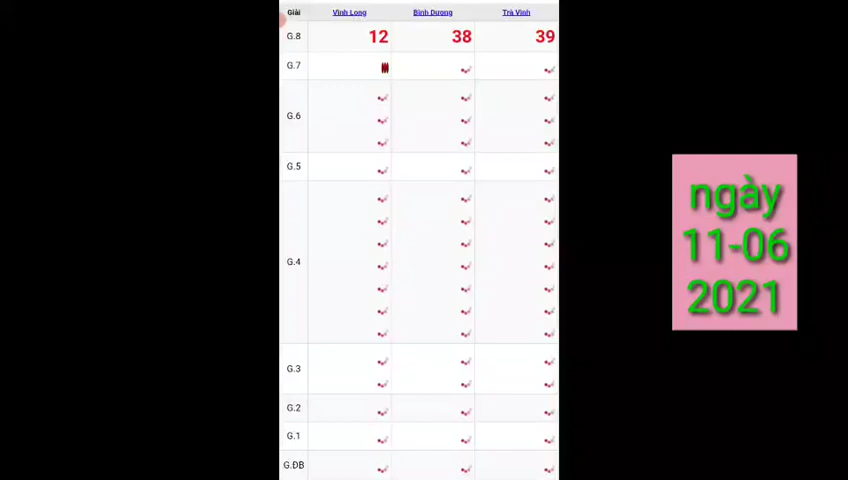 Giải Vĩnh Long Bình Dương Trà Vinh
G.8 12 38 39
G.7
G.6
G.5
G.4
G.3
G.2
G.1
G.ĐB
ngày
11-06
2021